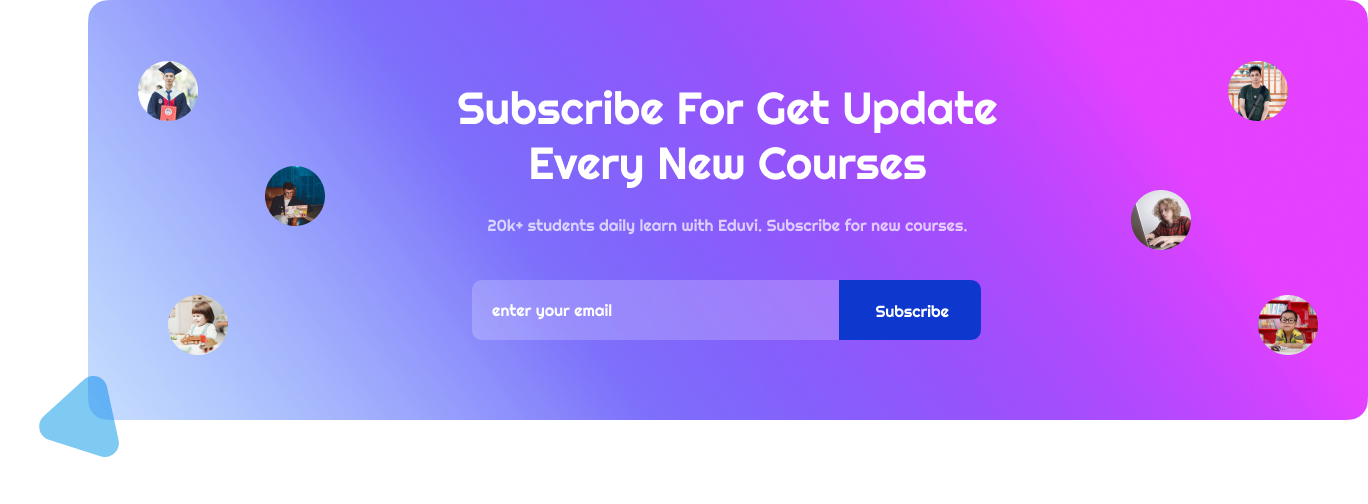 Subscribe For Get Update
Every New Courses
20k+ students daily learn with Eduvi. Subscribe for new courses.
enter your email
Subscribe